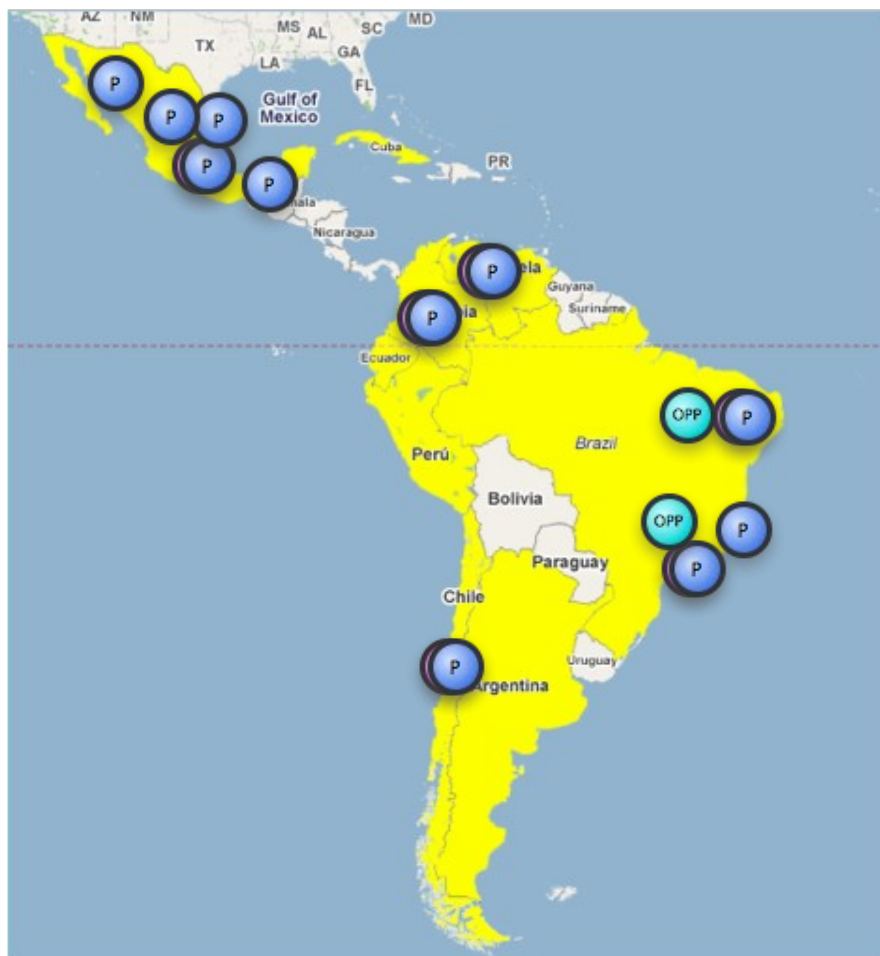 AZ
NM
MS
AL
SC
MD
TX
GA
LA
FL
P
P
P
Gulf of
Mexico
Cuba
PR
P
P
Nicaragua
P
Guyana
Suriname
P
Ecuador
OPP
P
Brazil
Perú
Bolivia
OPP
P
Paraguay
P
Chile
Uruguay
P
Argentina